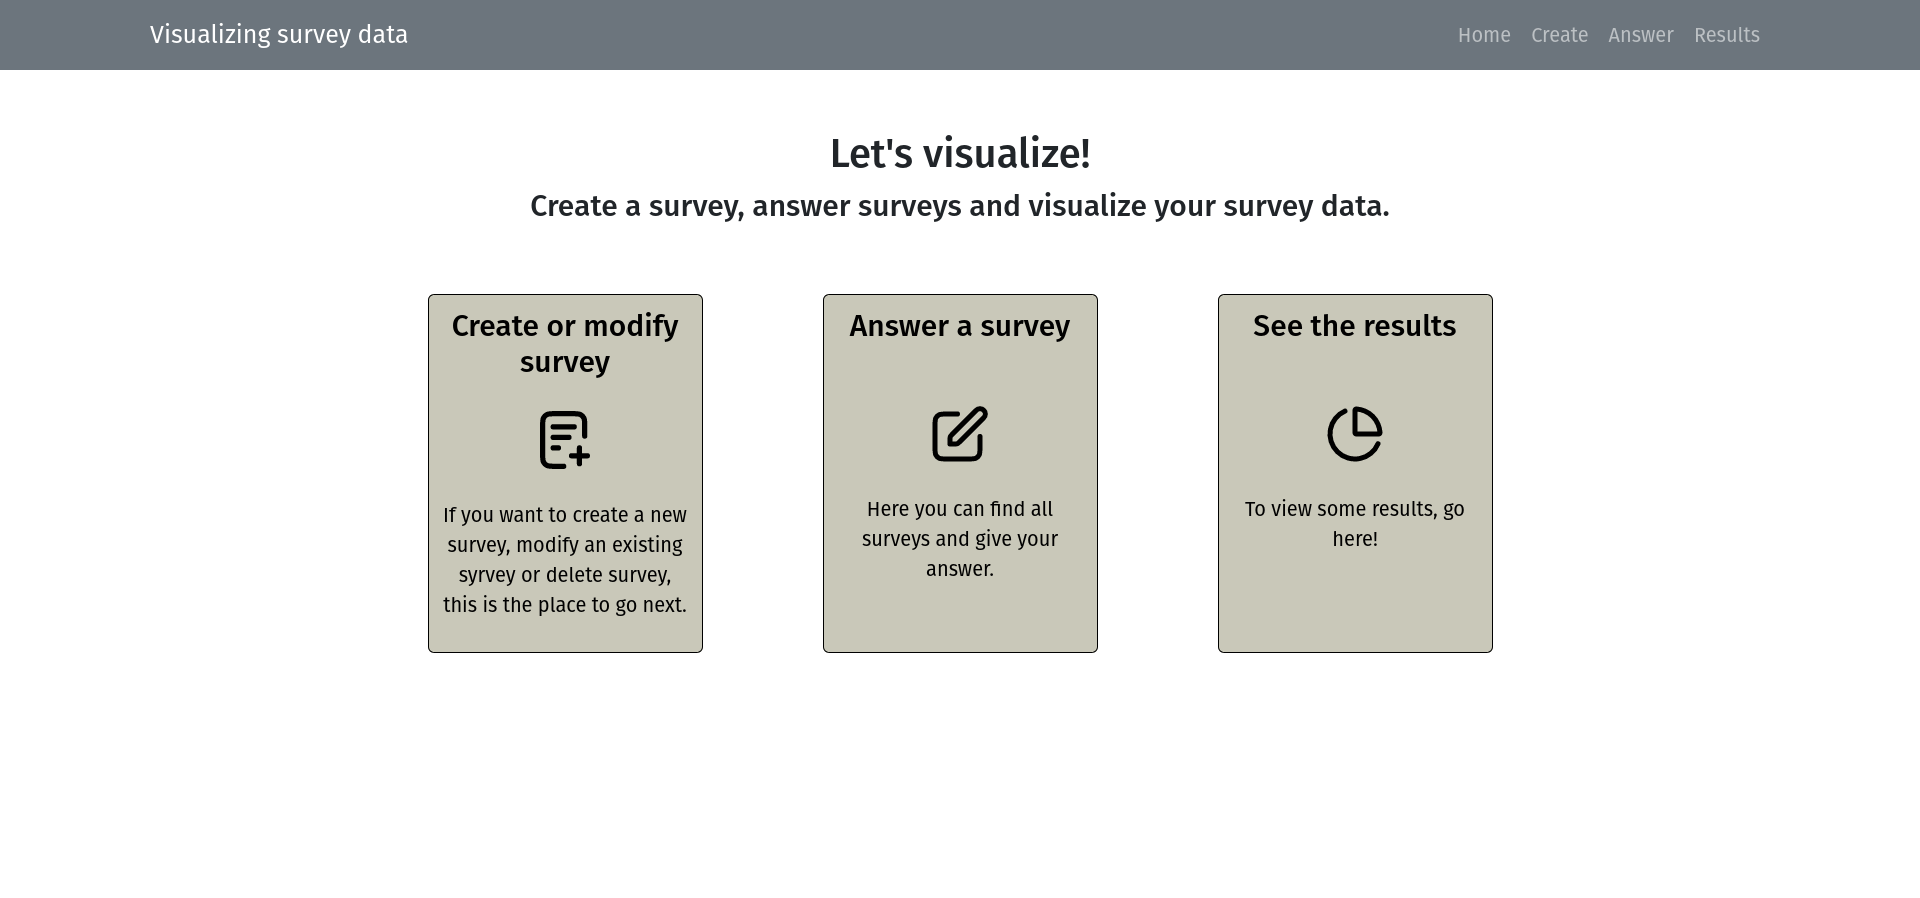 Visualizing survey data
Home Create Answer Results
Let's visualize!
Create a survey, answer surveys and visualize your survey data.
Create or modify
survey
If you want to create a new
survey, modify an existing
syrvey or delete survey,
this is the place to go next.
Answer a survey
Here you can find all
surveys and give your
answer.
See the results
To view some results, go
here!